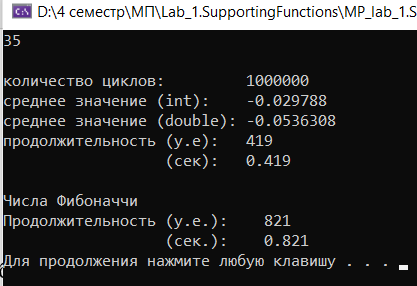 D:\4 семестр\МП\Lab_1.SupportingFunctions\MP_lab_1.S
35
количество циклов: 1000000
среднее значение (int): -0.029788
среднее значение (double): -0.0536308
продолжительность (у.е): 419
(сек): 0.419
Числа Фибоначчи
Продолжительность (у.е.): 821
(сек.): 0.821
Для продолжения нажмите любую клавишу . . .